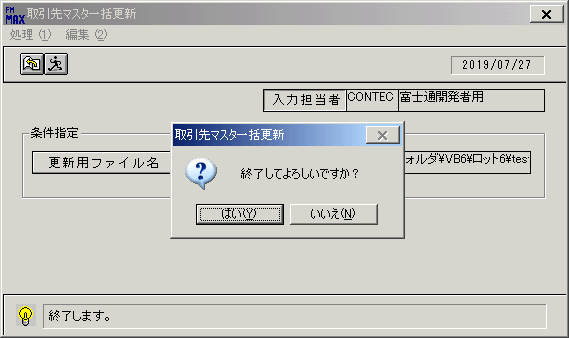 FM MAX 取引先マスター括更新
処理(1) 編集(2)
2019/07/27
入力担当者 CONTEC 富士通開発者用
条件指定
更新用ファイル名 ォルダ¥VB6¥ロット6¥tes
取引先マスター括更新
終了してよろしいですか?
はい(Y) いいえ(N)
終了します。